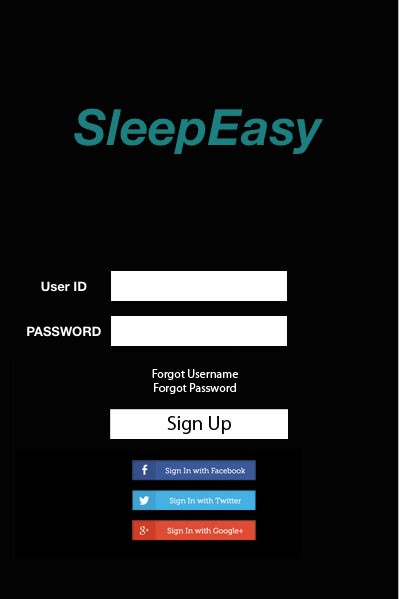 SleepEasy
User ID
PASSWORD
Forgot Username
Forgot Password
Sign Up
f Sign In with Facebook
Sign In with Twitter
g+ Sign In with Google+